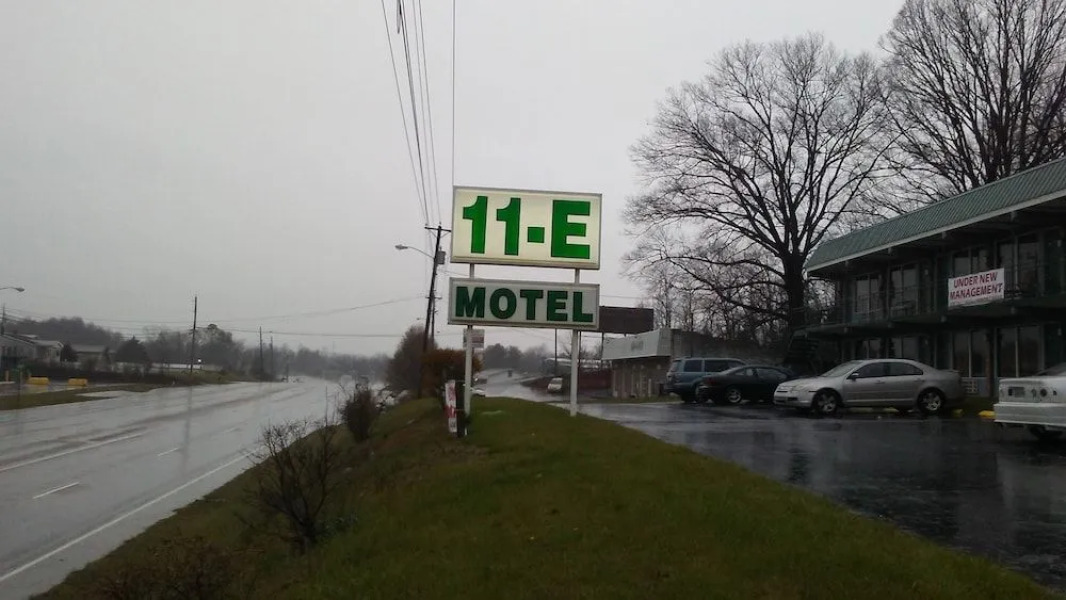 11-E
MOTEL
UNDER NEW
MANAGEMENT